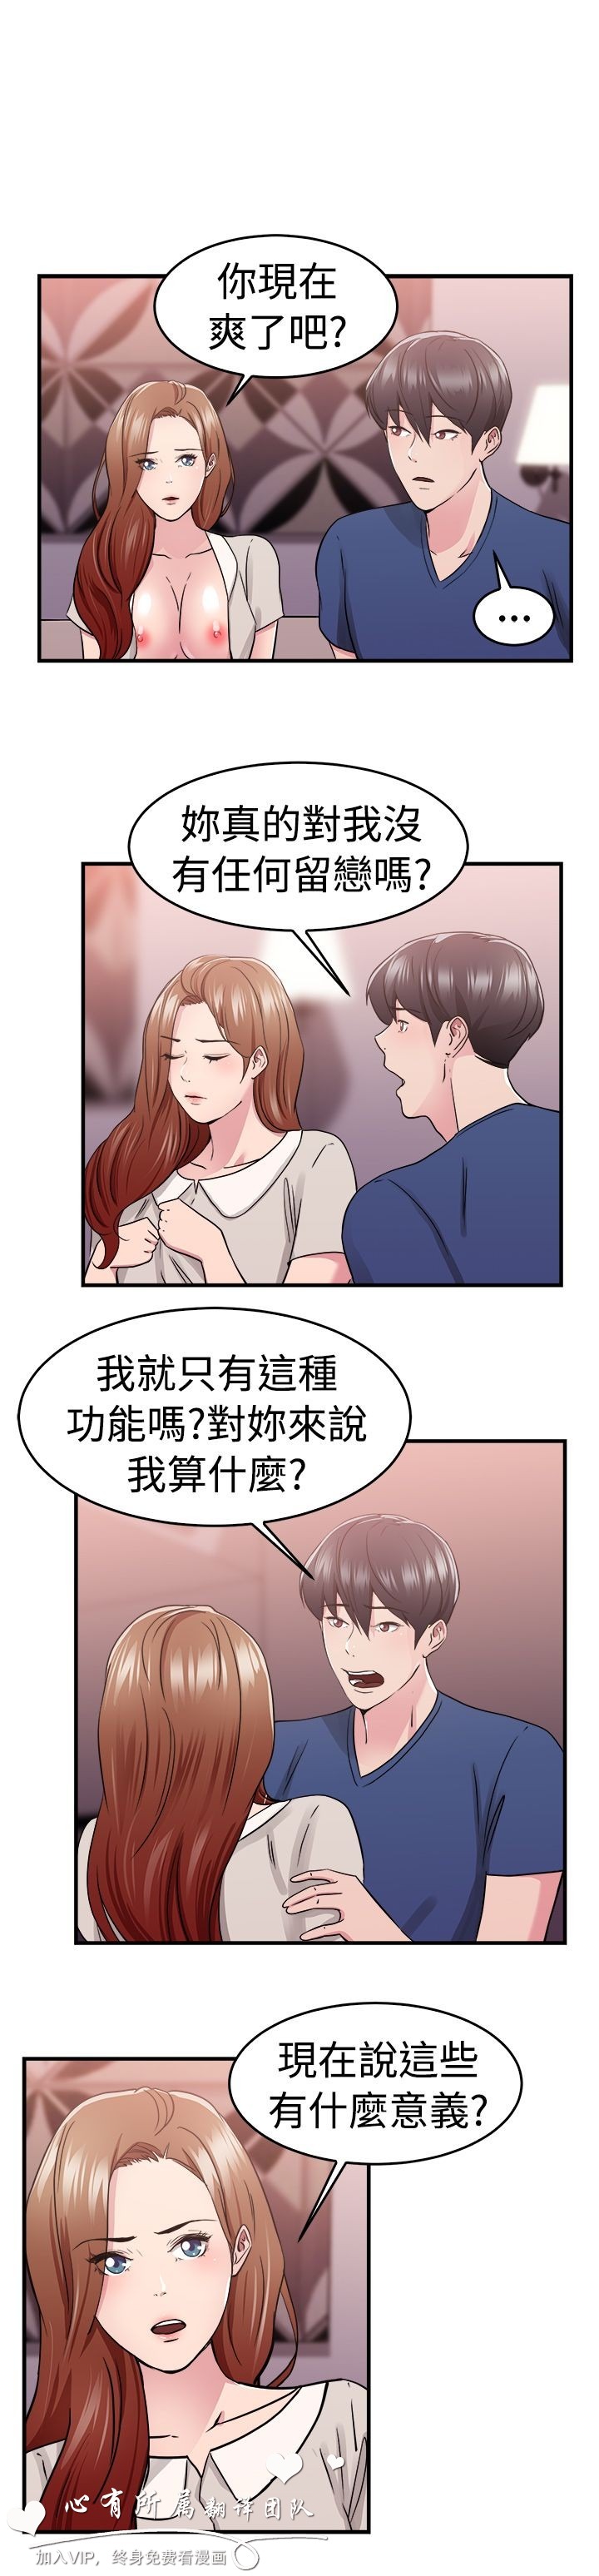 你現在
爽了吧?
...
妳真的對我沒
有任何留戀嗎?
我就只有這種
功能嗎?對妳來說
我算什麼?
現在說這些
有什麼意義?
心有所属翻译团队
加入VIP，终身免费看漫画